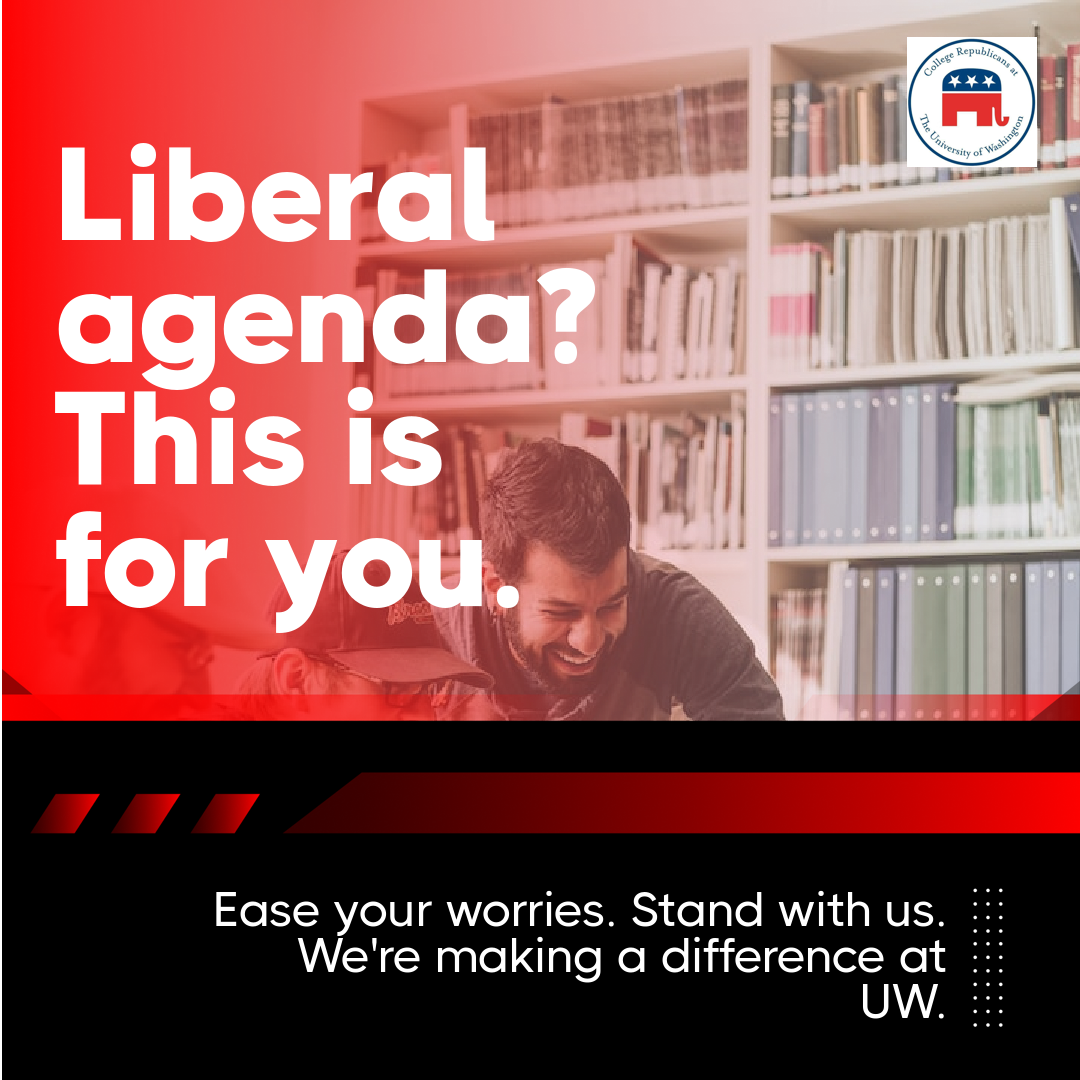 College Republicans at
The University of Washington
Liberal
agenda?
This is
for you.
Ease your worries. Stand with us.
We're making a difference at
UW.